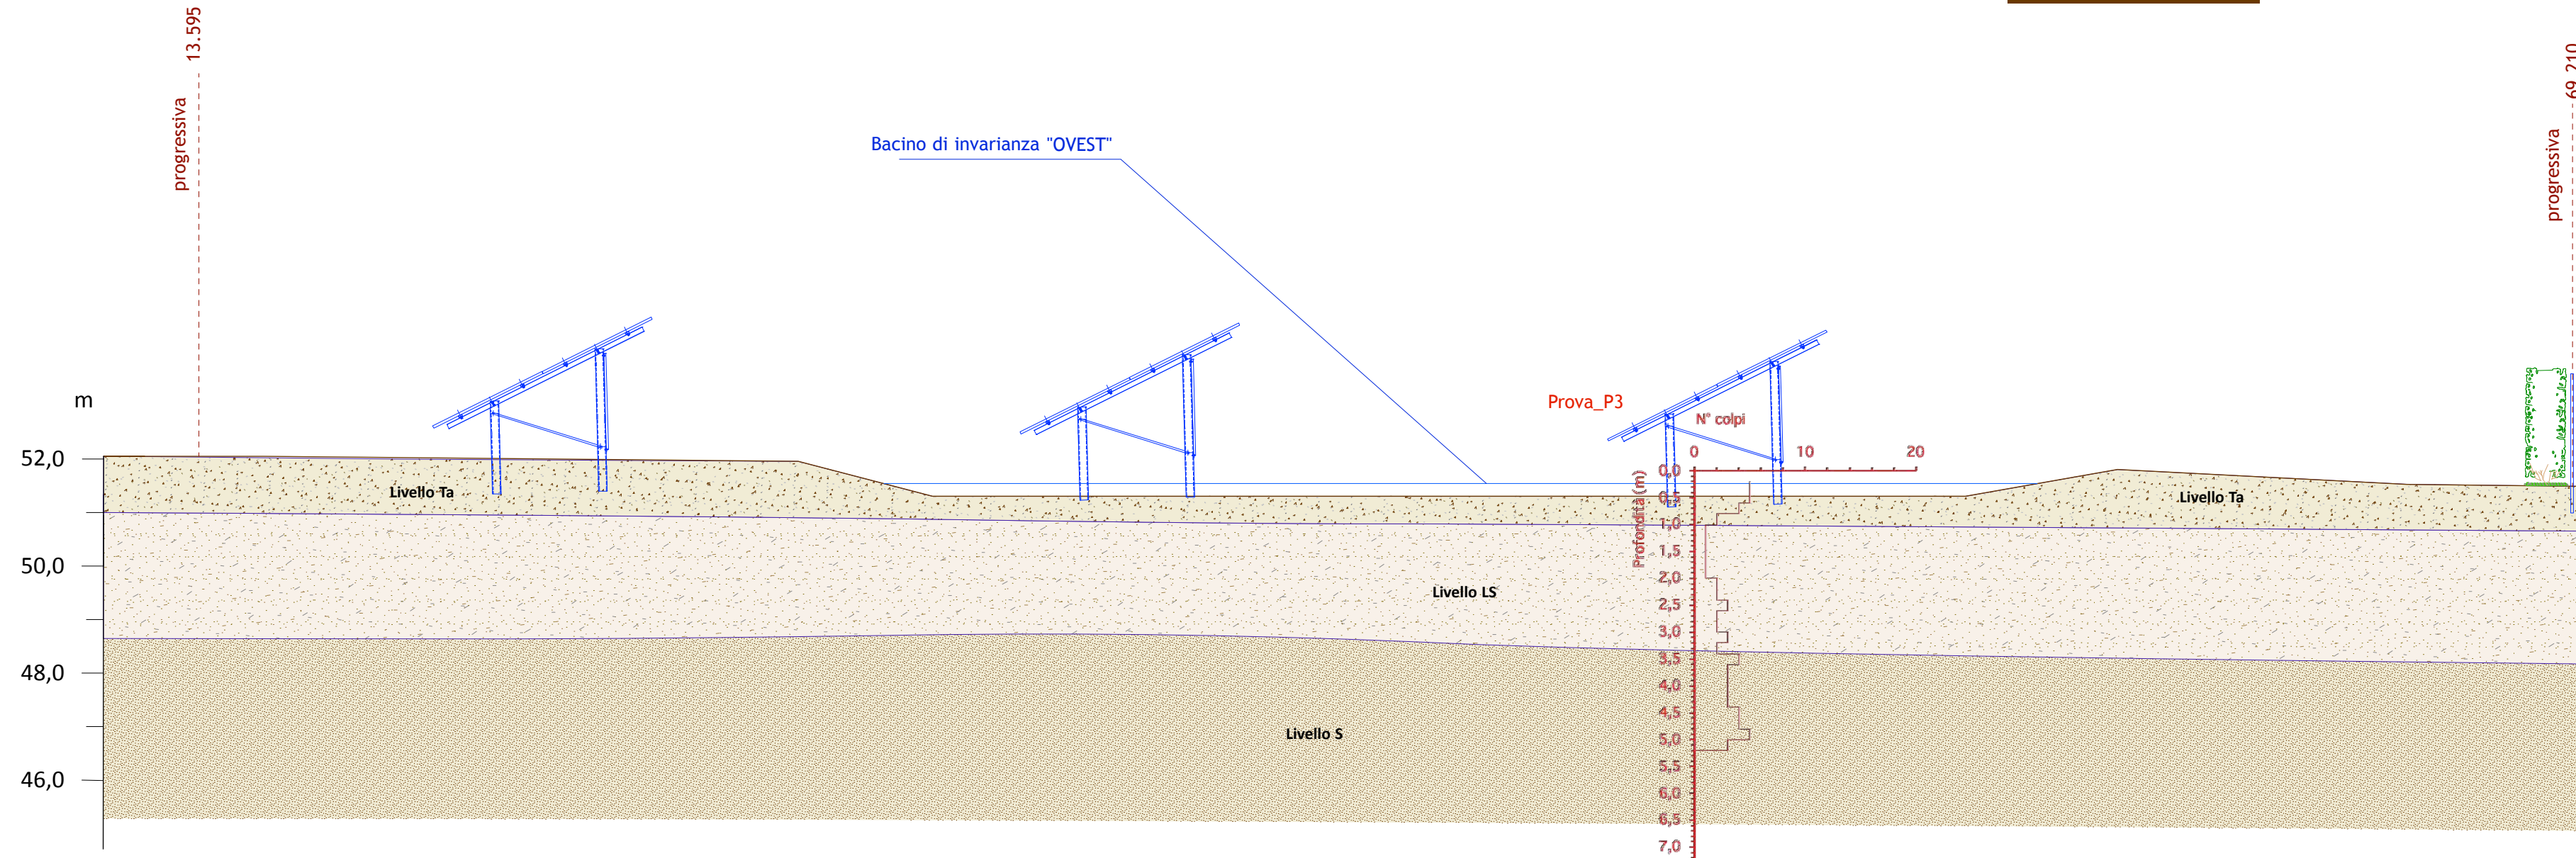 13.595
progressiva
69.210
progressiva
Bacino di invarianza "OVEST"
m
52,0
50,0
48,0
46,0
Prova_P3
N° colpi
0
10
20
Profondità (m)
0,0
0,5
1,0
1,5
2,0
2,5
3,0
3,5
4,0
4,5
5,0
5,5
6,0
6,5
7,0
Livello Ta
Livello Ta
Livello LS
Livello S